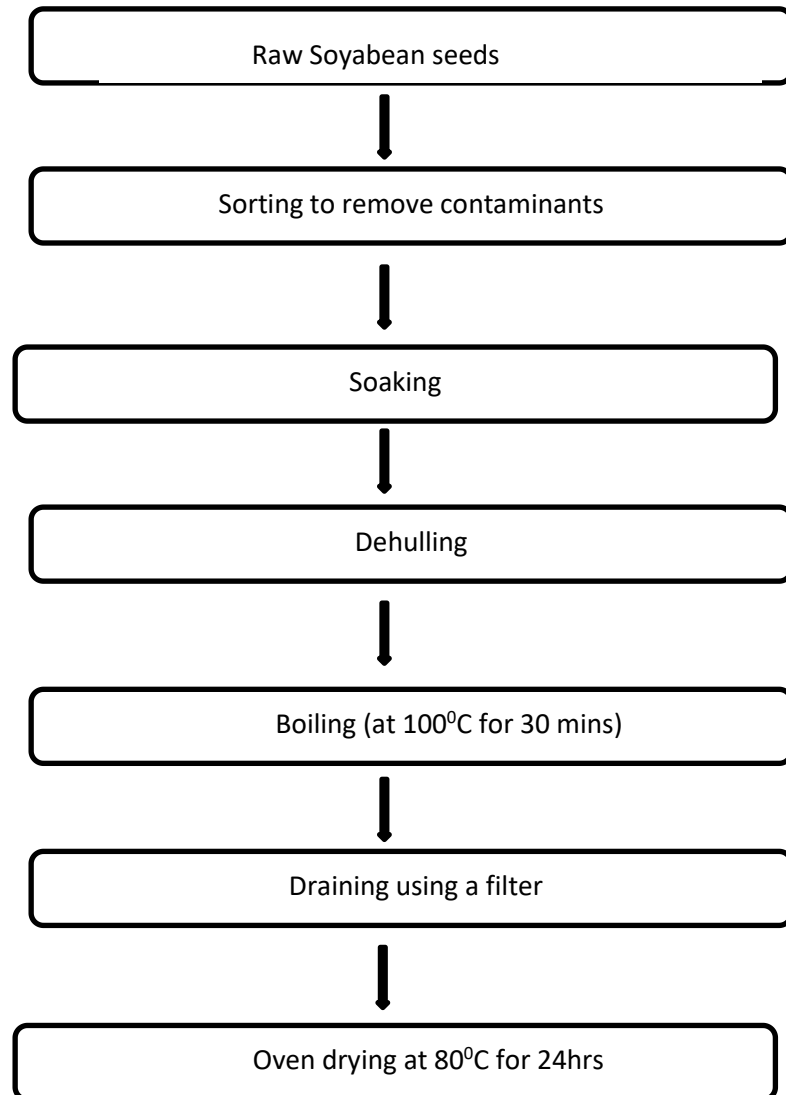 Raw Soyabean seeds
Sorting to remove contaminants
Soaking
Dehulling
Boiling (at 100⁰C for 30 mins)
Draining using a filter
Oven drying at 80⁰C for 24hrs